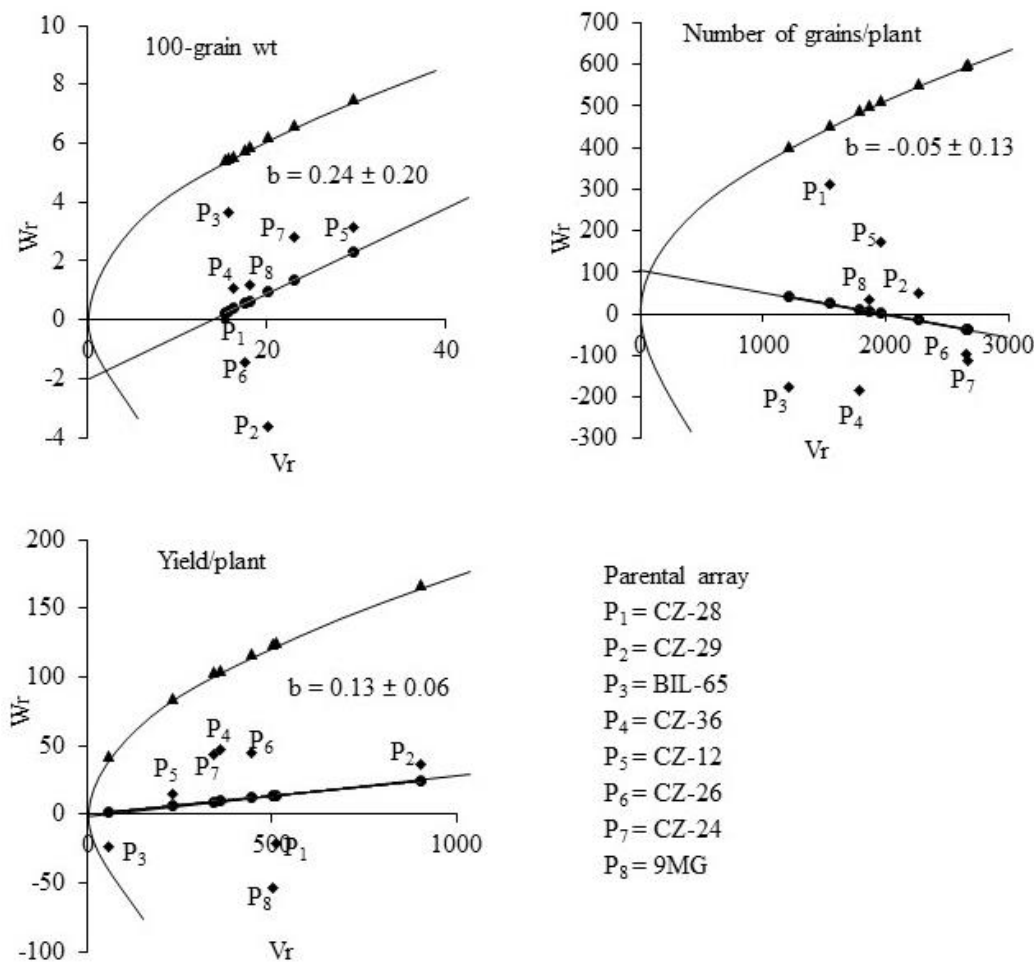 100-grain wt
10
8
6
4
2
0
-2
-4
Wr
b = 0.24 ± 0.20
P3
P7
P5
P4
P8
P1
P6
P2
0
20
40
Vr
Number of grains/plant
700
600
500
400
300
200
100
0
-100
-200
-300
Wr
b = -0.05 ± 0.13
P1
P5
P8
P2
P6
P7
P3
P4
0
1000
2000
3000
Vr
Yield/plant
200
150
100
50
0
-50
-100
Wr
b = 0.13 ± 0.06
P4
P6
P7
P5
P2
P3
P1
P8
0
500
1000
Vr
Parental array
P1 = CZ-28
P2 = CZ-29
P3 = BIL-65
P4 = CZ-36
P5 = CZ-12
P6 = CZ-26
P7 = CZ-24
P8 = 9MG